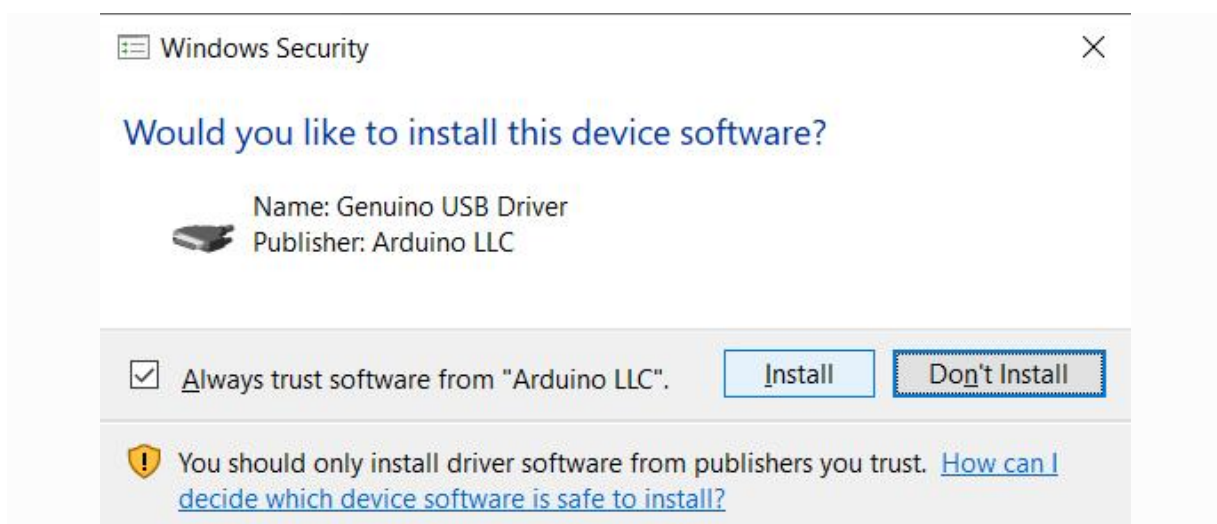 Windows Security
Would you like to install this device software?
Name: Genuino USB Driver
Publisher: Arduino LLC
Always trust software from "Arduino LLC".
Install
Don't Install
You should only install driver software from publishers you trust. How can I
decide which device software is safe to install?